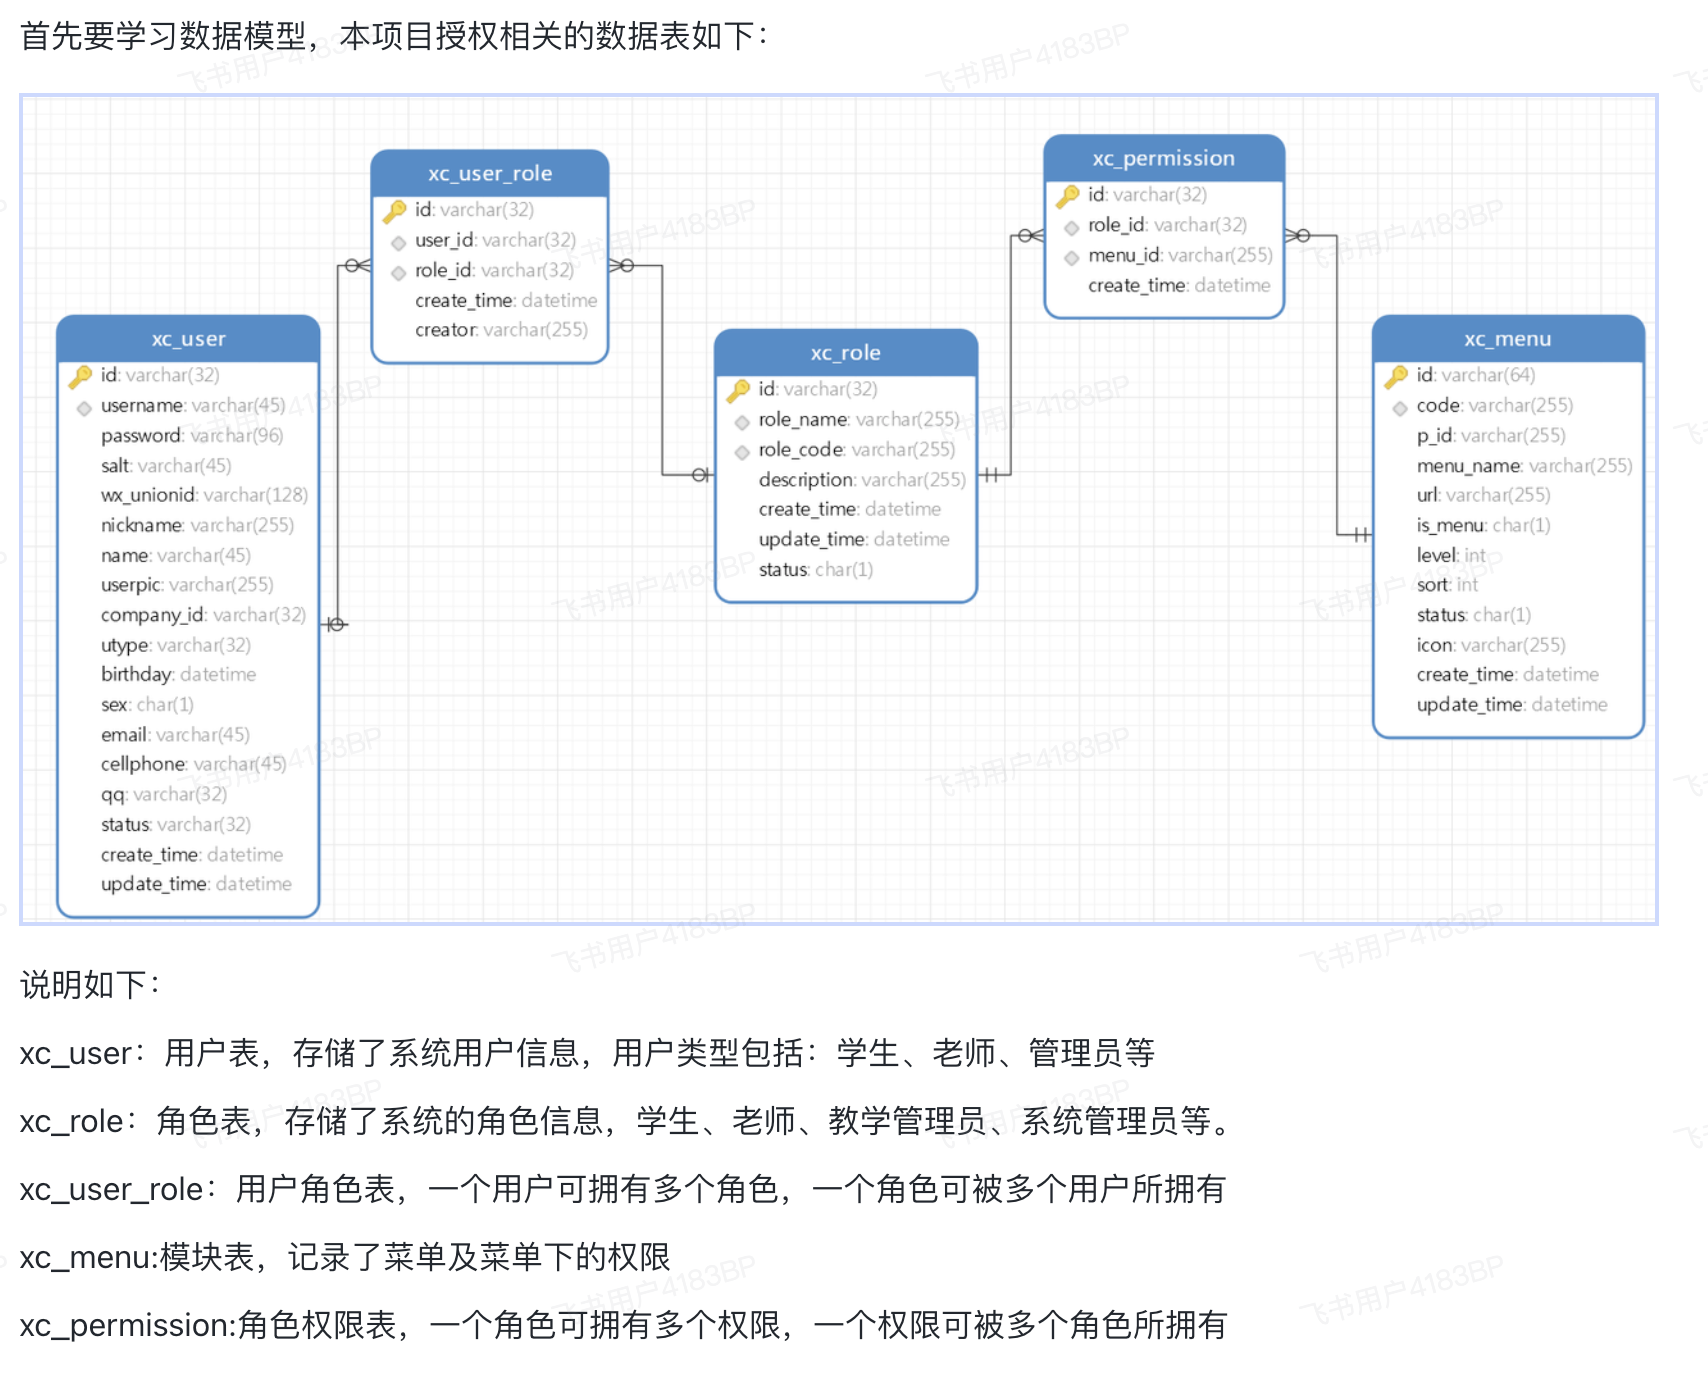 首先要学习数据模型，本项目授权相关的数据表如下：
xc_user_role
id: varchar(32)
user_id: varchar(32)
role_id: varchar(32)
create_time: datetime
creator: varchar(255)
xc_permission
id: varchar(32)
role_id: varchar(32)
menu_id: varchar(255)
create_time: datetime
xc_user
id: varchar(32)
username: varchar(45)
password: varchar(96)
salt: varchar(45)
wx_unionid: varchar(128)
nickname: varchar(255)
name: varchar(45)
userpic: varchar(255)
company_id: varchar(32)
utype: varchar(32)
birthday: datetime
sex: char(1)
email: varchar(45)
cellphone: varchar(45)
qq: varchar(32)
status: varchar(32)
create_time: datetime
update_time: datetime
xc_role
id: varchar(32)
role_name: varchar(255)
role_code: varchar(255)
description: varchar(255)
create_time: datetime
update_time: datetime
status: char(1)
xc_menu
id: varchar(64)
code: varchar(255)
p_id: varchar(255)
menu_name: varchar(255)
url: varchar(255)
is_menu: char(1)
level: int
sort: int
status: char(1)
icon: varchar(255)
create_time: datetime
update_time: datetime
说明如下：
xc_user：用户表，存储了系统用户信息，用户类型包括：学生、老师、管理员等
xc_role：角色表，存储了系统的角色信息，学生、老师、教学管理员、系统管理员等。
xc_user_role：用户角色表，一个用户可拥有多个角色，一个角色可被多个用户所拥有
xc_menu:模块表，记录了菜单及菜单下的权限
xc_permission:角色权限表，一个角色可拥有多个权限，一个权限可被多个角色所拥有
飞书用户4183BP